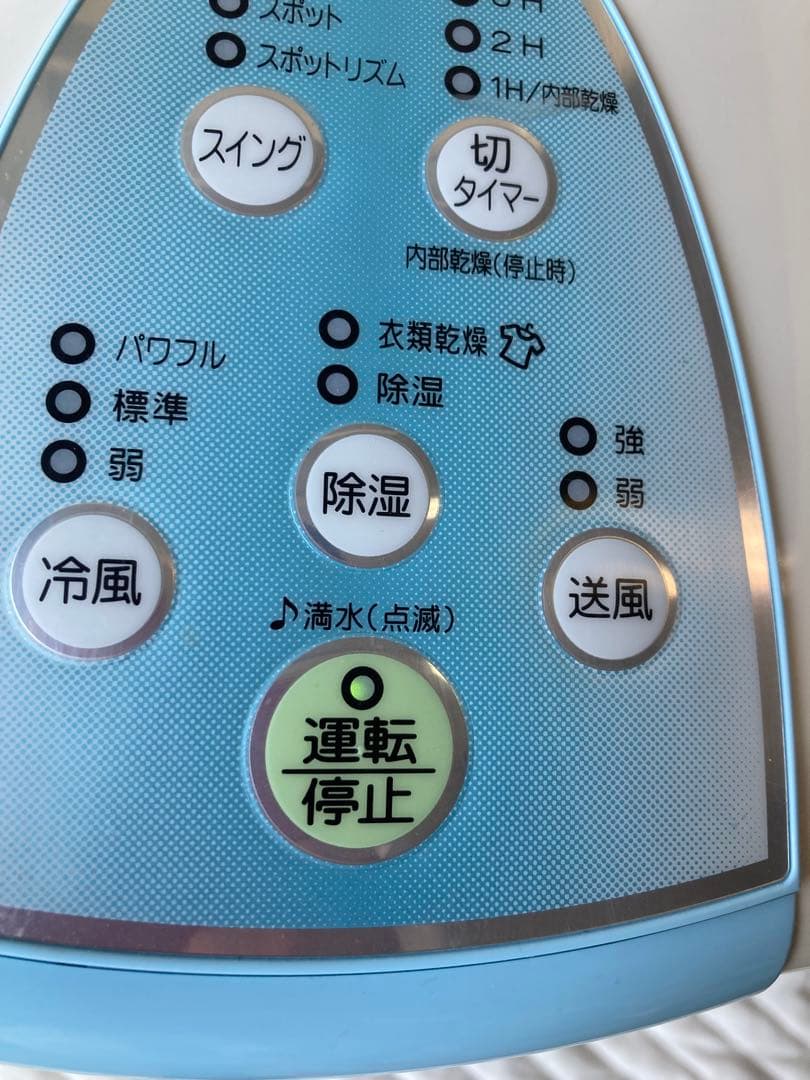 スポット
スポットリズム
2H
1H/内部乾燥
スイング
切
タイマー
内部乾燥(停止時)
パワフル
標準
弱
冷風
衣類乾燥
除湿
除湿
強
弱
送風
♪満水(点滅)
運転
停止